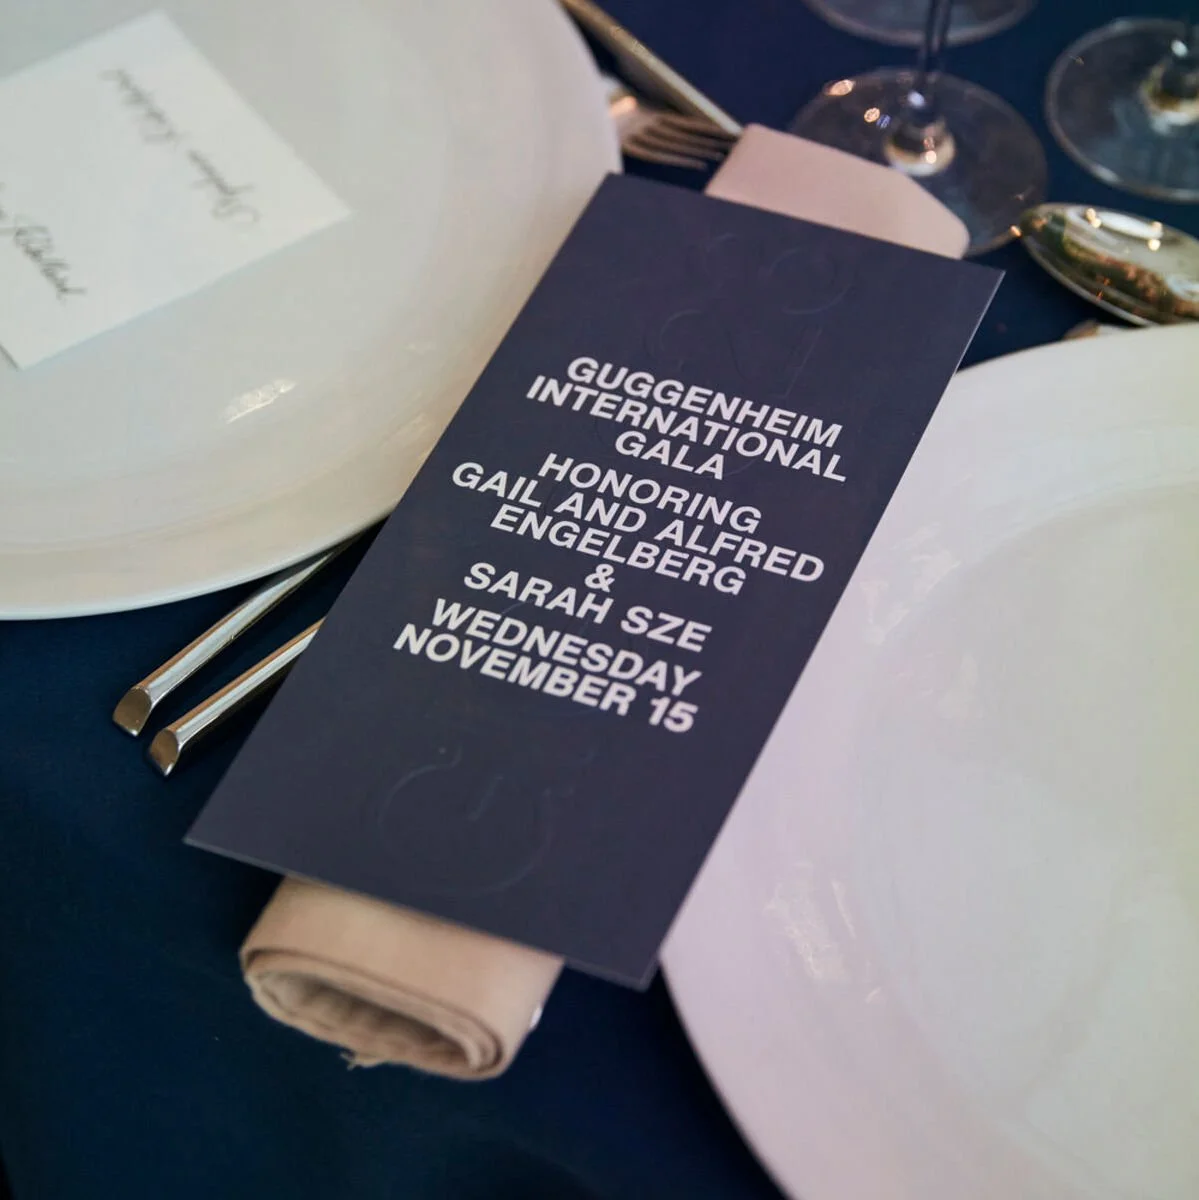 GUGGENHEIM
INTERNATIONAL
GALA
HONORING
GAIL AND ALFRED
ENGELBERG
&
SARAH SZE
WEDNESDAY
NOVEMBER 15